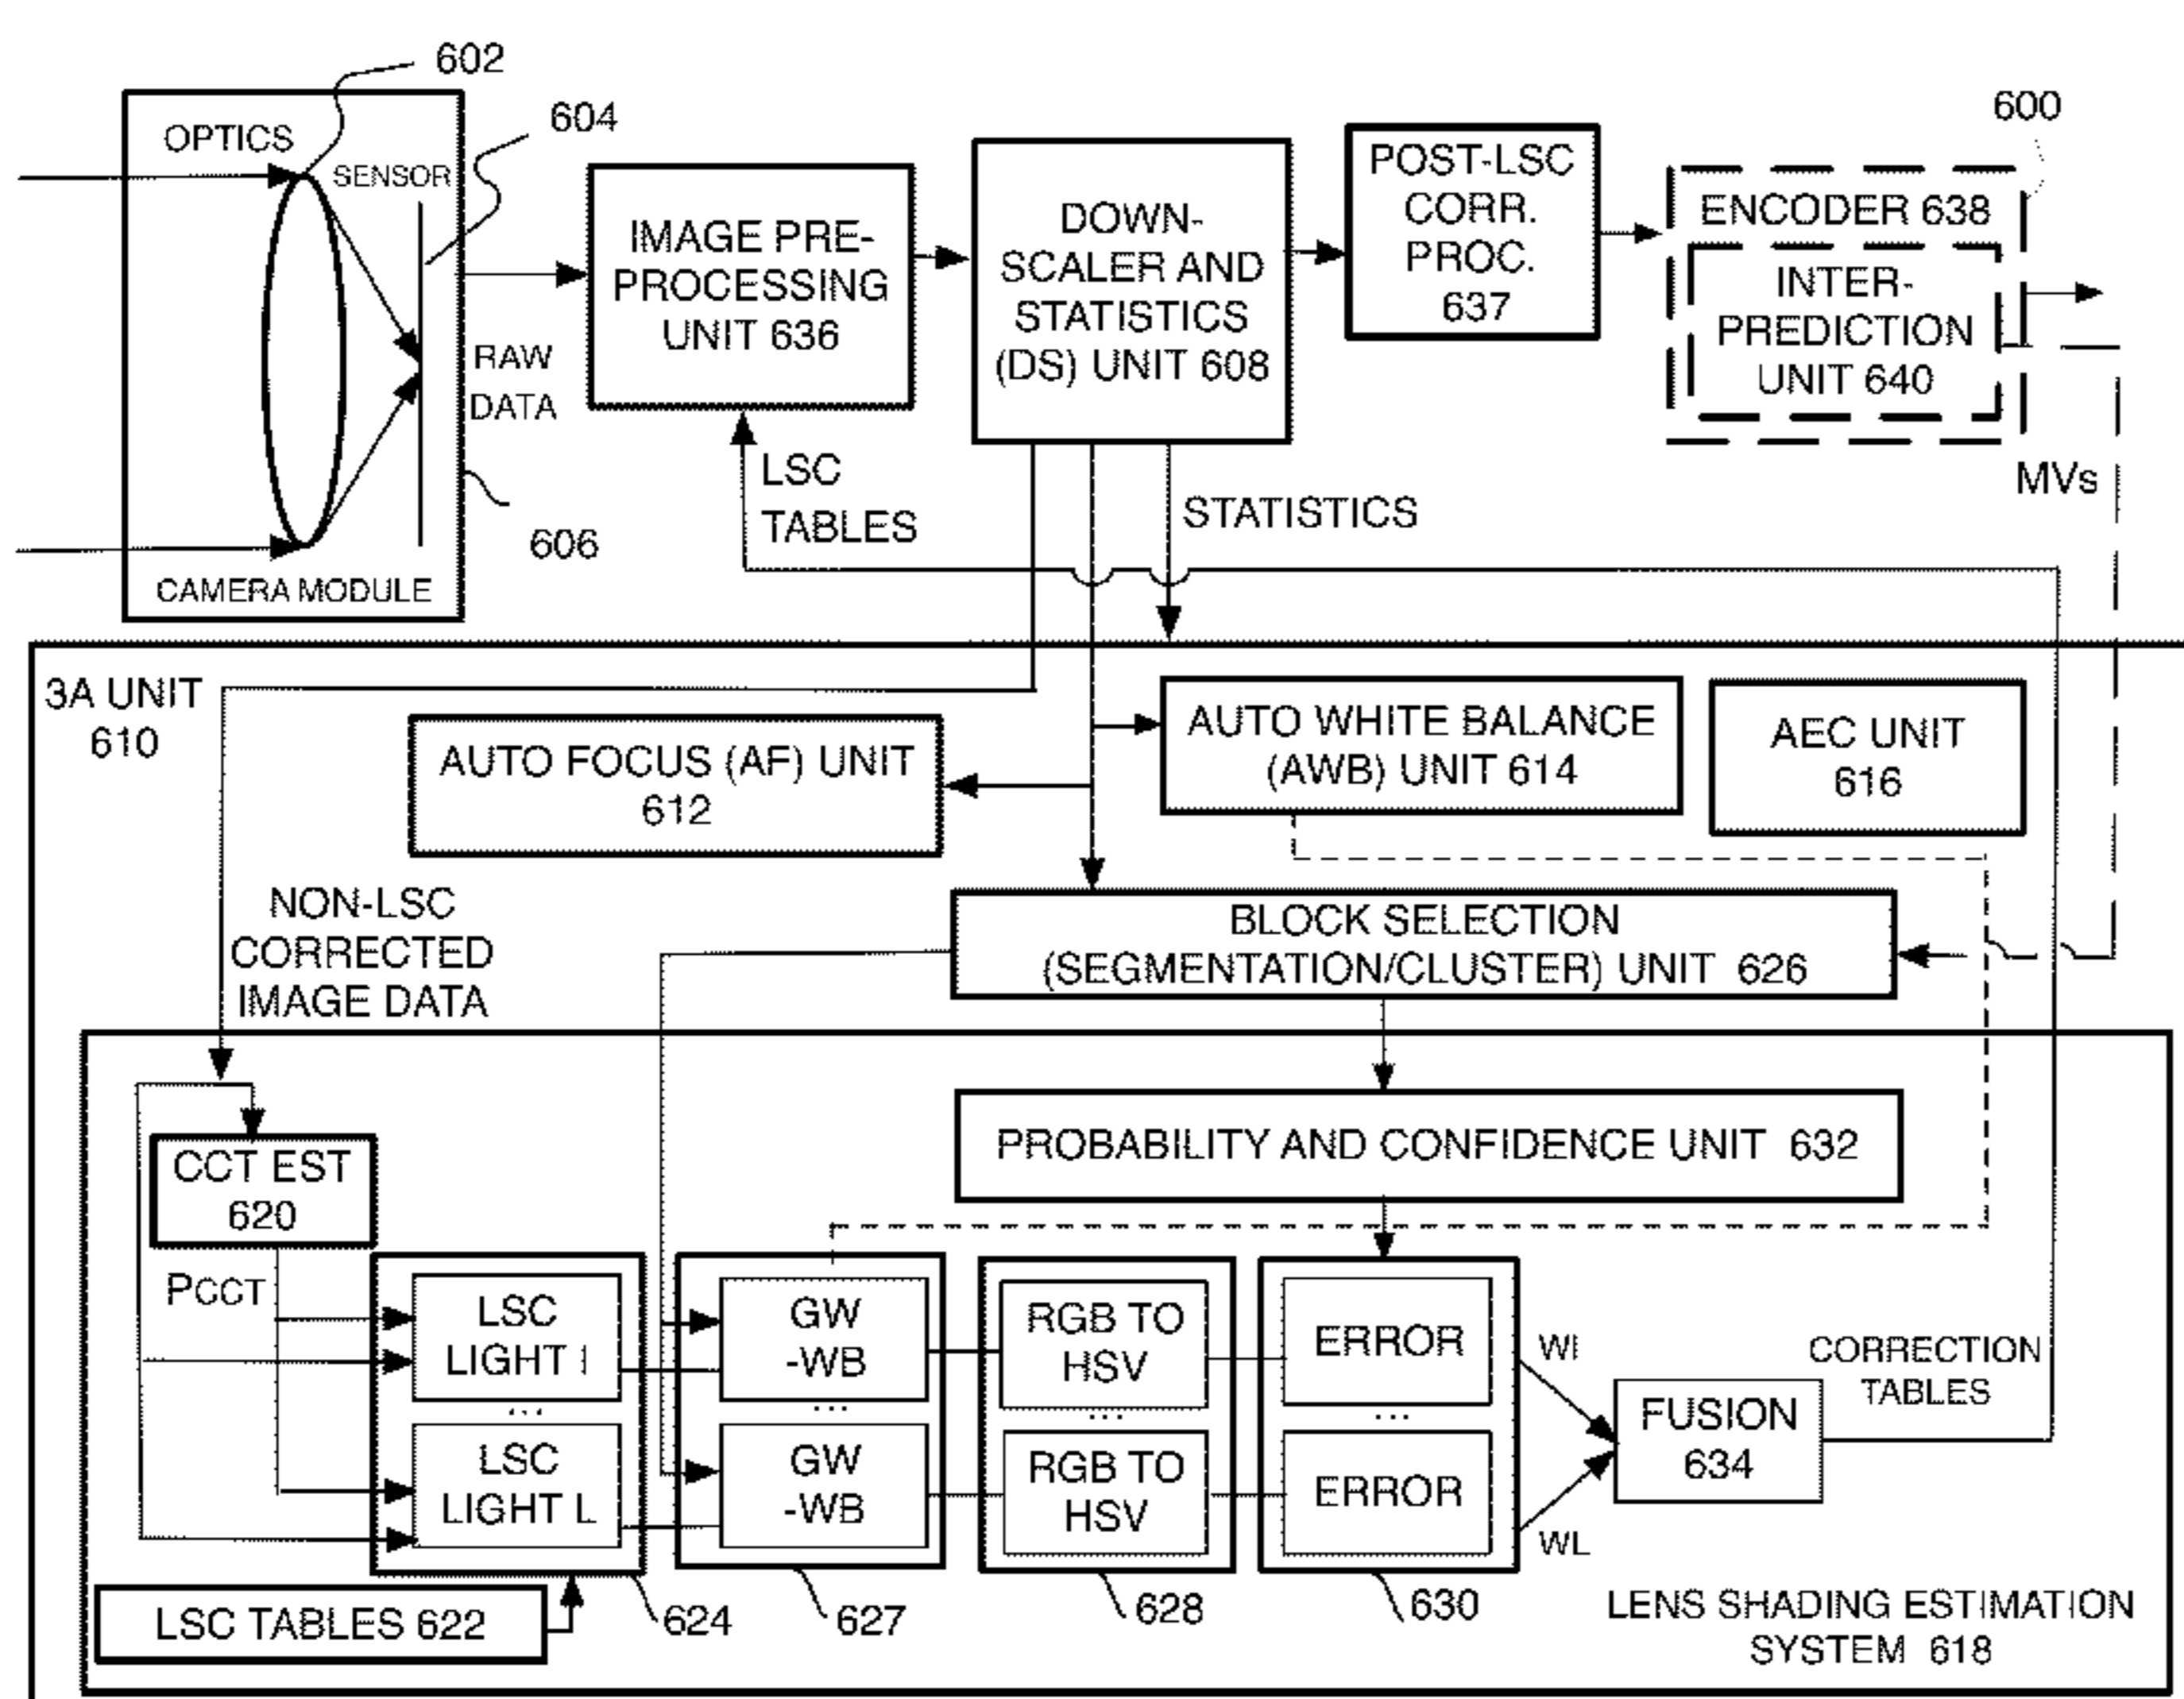 602
OPTICS
604
SENSOR
RAW
DATA
606
CAMERA MODULE
IMAGE PRE-
PROCESSING
UNIT 636
DOWN-
SCALER AND
STATISTICS
(DS) UNIT 608
POST-LSC
CORR.
PROC.
637
600
ENCODER 638
INTER-
PREDICTION
UNIT 640
MVs
LSC
TABLES
STATISTICS
3A UNIT
610
AUTO FOCUS (AF) UNIT
612
AUTO WHITE BALANCE
(AWB) UNIT 614
AEC UNIT
616
NON-LSC
CORRECTED
IMAGE DATA
BLOCK SELECTION
(SEGMENTATION/CLUSTER) UNIT 626
PROBABILITY AND CONFIDENCE UNIT 632
CCT EST
620
PCCT
LSC
LIGHT I
...
LSC
LIGHT L
GW
-WB
...
GW
-WB
RGB TO
HSV
...
RGB TO
HSV
ERROR
...
ERROR
WI
WL
FUSION
634
CORRECTION
TABLES
LSC TABLES 622
624
627
628
630
LENS SHADING ESTIMATION
SYSTEM 618